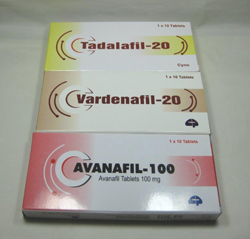 1 x 10 Tablets
Tadalafil-20
1 x 10 Tablets
Vardenafil-20
1 x 10 Tablets
AVANAFIL-100
Avanafil Tablets 100 mg